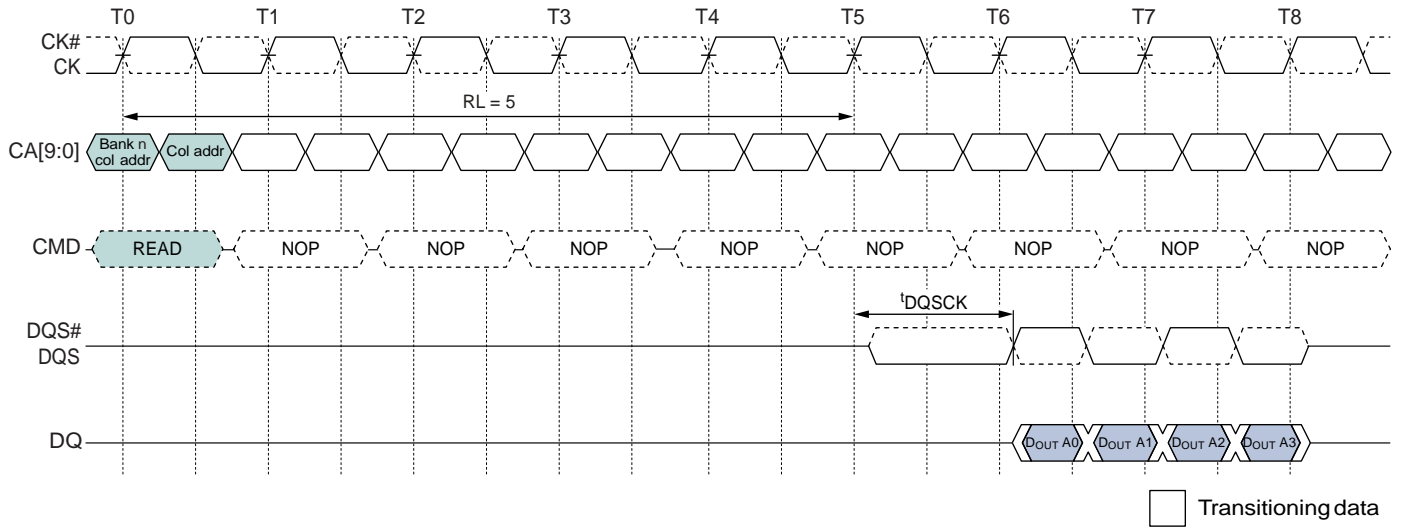 T0 T1 T2 T3 T4 T5 T6 T7 T8
CK#
CK
RL = 5
CA[9:0]
Bank n
col addr
Col addr
CMD
READ NOP NOP NOP NOP NOP NOP NOP NOP
tDQSCK
DQS#
DQS
DQ
DOUT A0 DOUT A1 DOUT A2 DOUT A3
Transitioning data